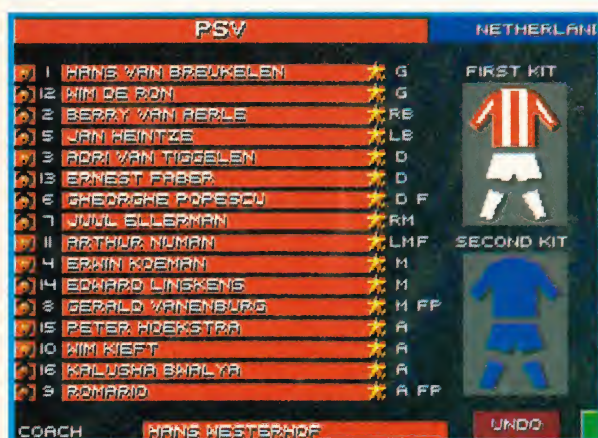 PSV NETHERLAND
1 HANS VAN BREUKELEN G
12 WIM DE RON G
2 BERRY VAN AERLE RB
5 JAN HEINTZE LB
3 ADRI VAN TIGGELEN D
13 ERNEST FABER D
6 GHEORGHE POPESCU D F
7 JUUL ELLERMAN RM
11 ARTHUR NUMAN LMF
4 ERWIN KOEMAN M
14 EDWARD LINSKENS M
8 GERALD VANENBURG M FP
15 PETER HOEKSTRA A
10 WIM KIEFT A
16 KALUSHA BWALYA A
9 ROMARIO A FP
COACH HANS WESTERHOF
FIRST KIT
SECOND KIT
UNDO